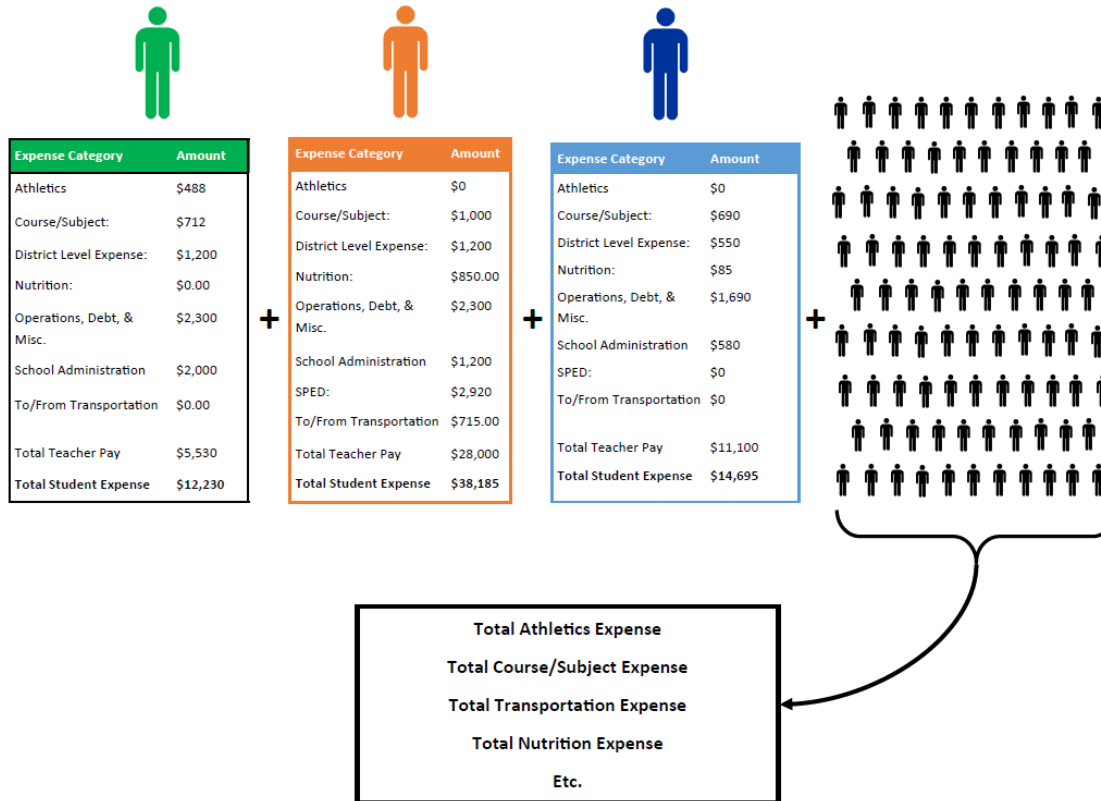 Expense Category Amount
Athletics $488
Course/Subject: $712
District Level Expense: $1,200
Nutrition: $0.00
Operations, Debt, & $2,300
Misc.
School Administration $2,000
To/From Transportation $0.00
Total Teacher Pay $5,530
Total Student Expense $12,230
+
Expense Category Amount
Athletics $0
Course/Subject: $1,000
District Level Expense: $1,200
Nutrition: $850.00
Operations, Debt, & $2,300
Misc.
School Administration $1,200
SPED: $2,920
To/From Transportation $715.00
Total Teacher Pay $28,000
Total Student Expense $38,185
+
Expense Category Amount
Athletics $0
Course/Subject: $690
District Level Expense: $550
Nutrition: $85
Operations, Debt, & $1,690
Misc.
School Administration $580
SPED: $0
To/From Transportation $0
Total Teacher Pay $11,100
Total Student Expense $14,695
+
Total Athletics Expense
Total Course/Subject Expense
Total Transportation Expense
Total Nutrition Expense
Etc.